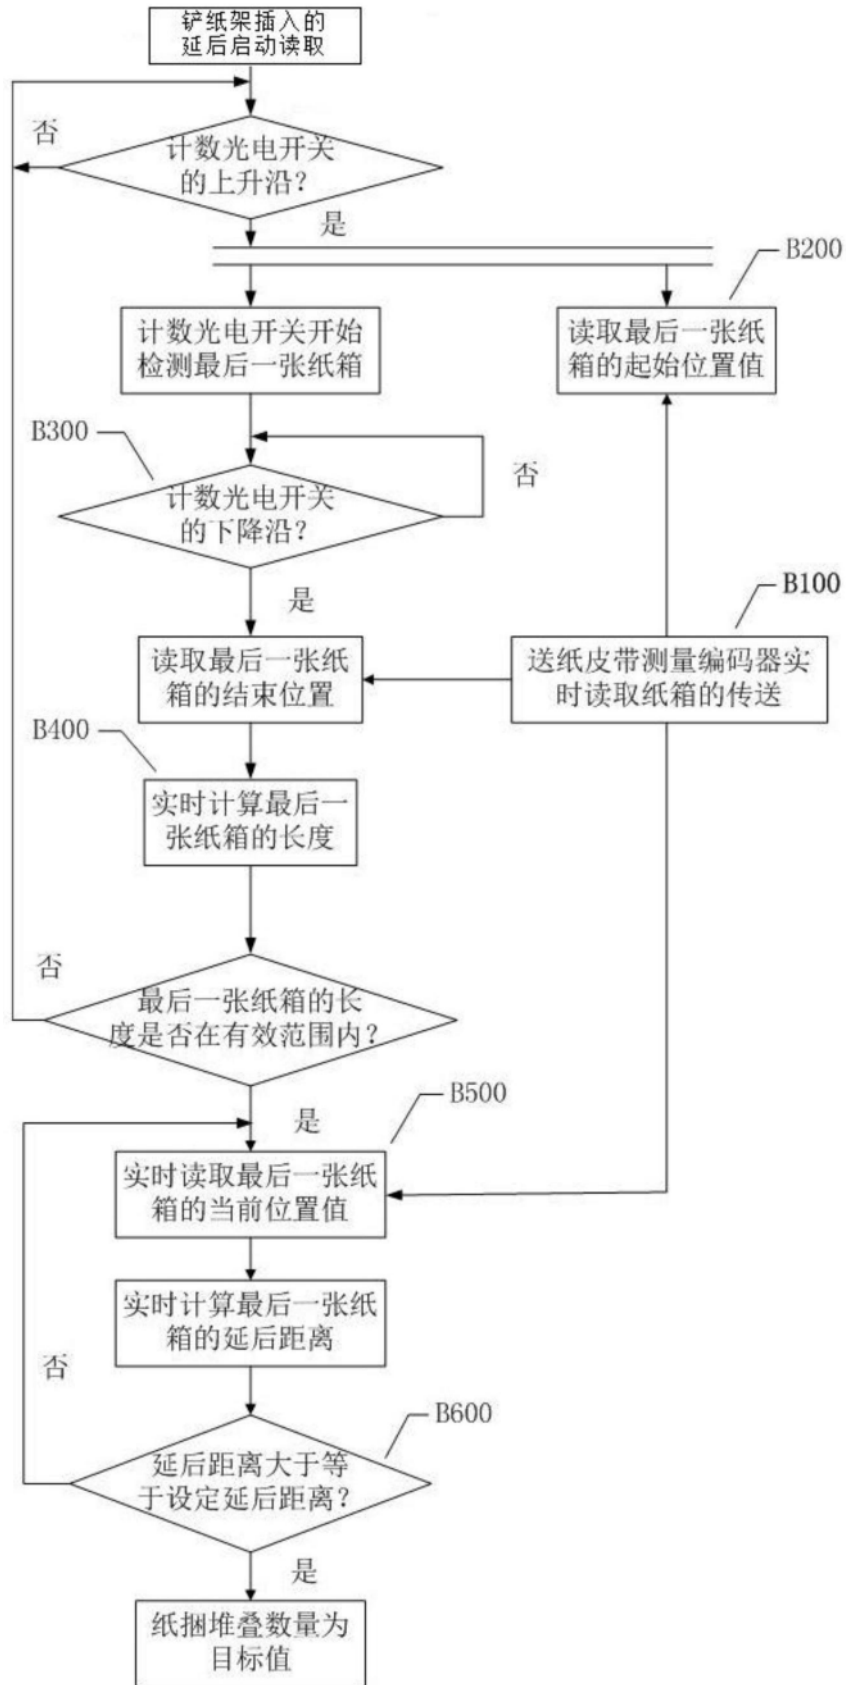 铲纸架插入的
延后启动读取
否
计数光电开关
的上升沿？
是
B200
计数光电开关开始
检测最后一张纸箱
读取最后一张纸
箱的起始位置值
B300
否
计数光电开关
的下降沿？
是
B100
读取最后一张纸
箱的结束位置
送纸皮带测量编码器实
时读取纸箱的传送
B400
实时计算最后一
张纸箱的长度
否
最后一张纸箱的长
度是否在有效范围内？
是
B500
实时读取最后一张纸
箱的当前位置值
实时计算最后一张纸
箱的延后距离
否
B600
延后距离大于等
于设定延后距离？
是
纸捆堆叠数量为
目标值